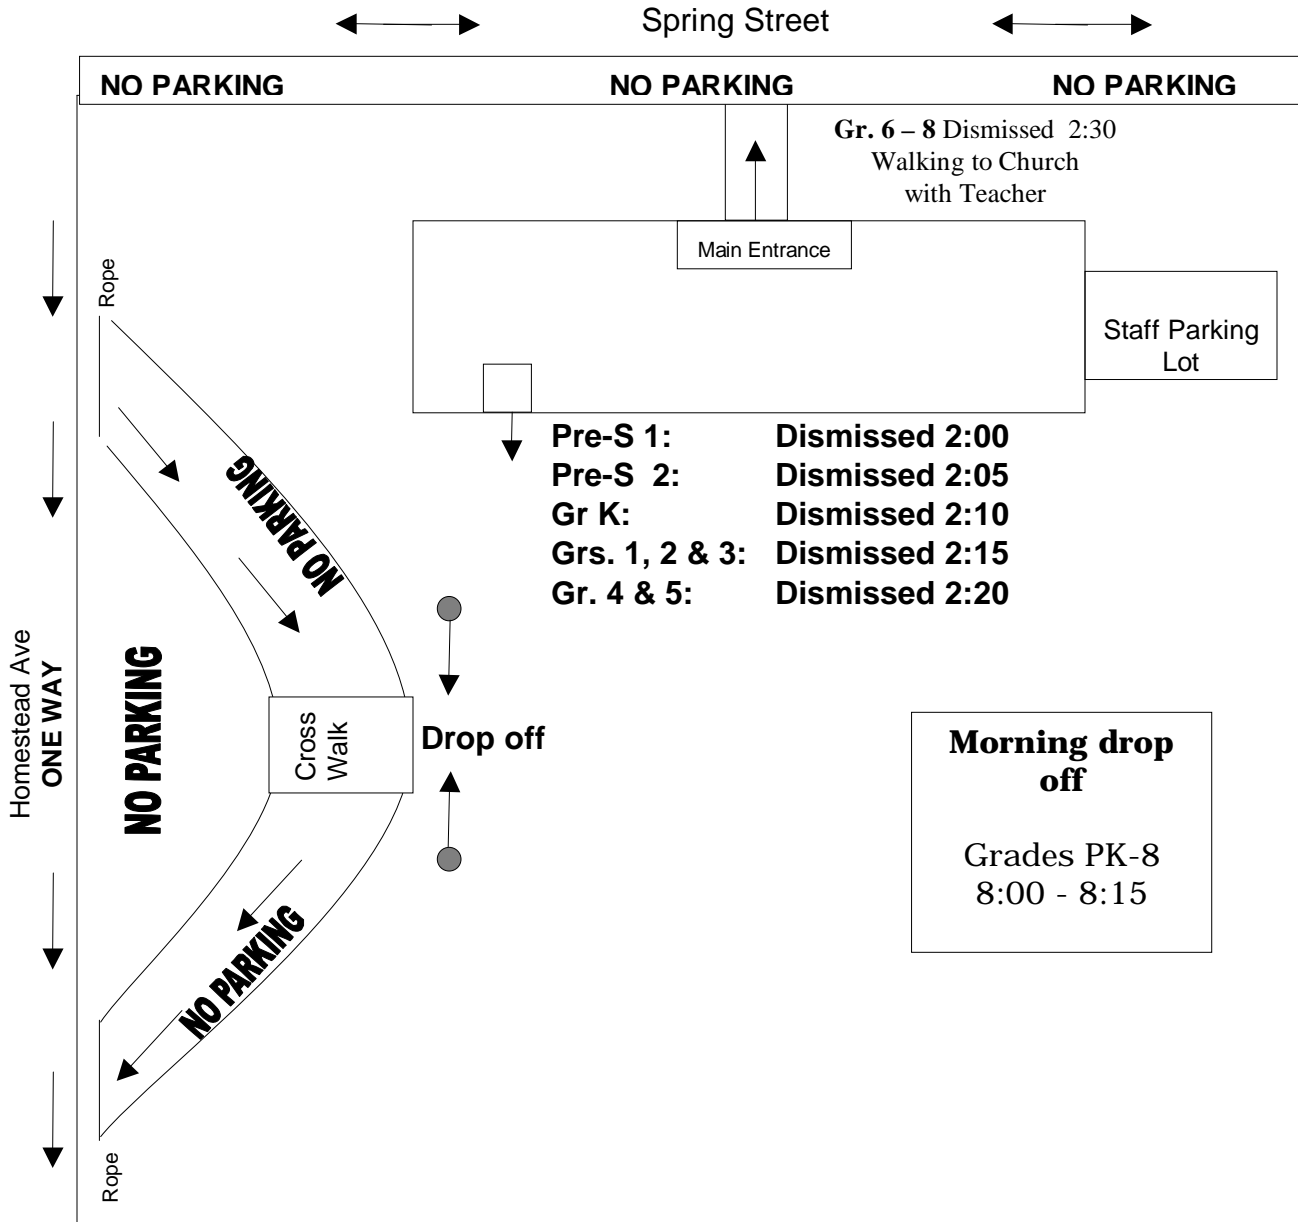 Spring Street
NO PARKING NO PARKING NO PARKING
Gr. 6 – 8 Dismissed 2:30
Walking to Church
with Teacher
Main Entrance
Rope
Staff Parking
Lot
Pre-S 1: Dismissed 2:00
Pre-S 2: Dismissed 2:05
Gr K: Dismissed 2:10
Grs. 1, 2 & 3: Dismissed 2:15
Gr. 4 & 5: Dismissed 2:20
NO PARKING
Homestead Ave
ONE WAY
NO PARKING
Cross
Walk
Drop off
Morning drop
off
Grades PK-8
8:00 - 8:15
NO PARKING
Rope